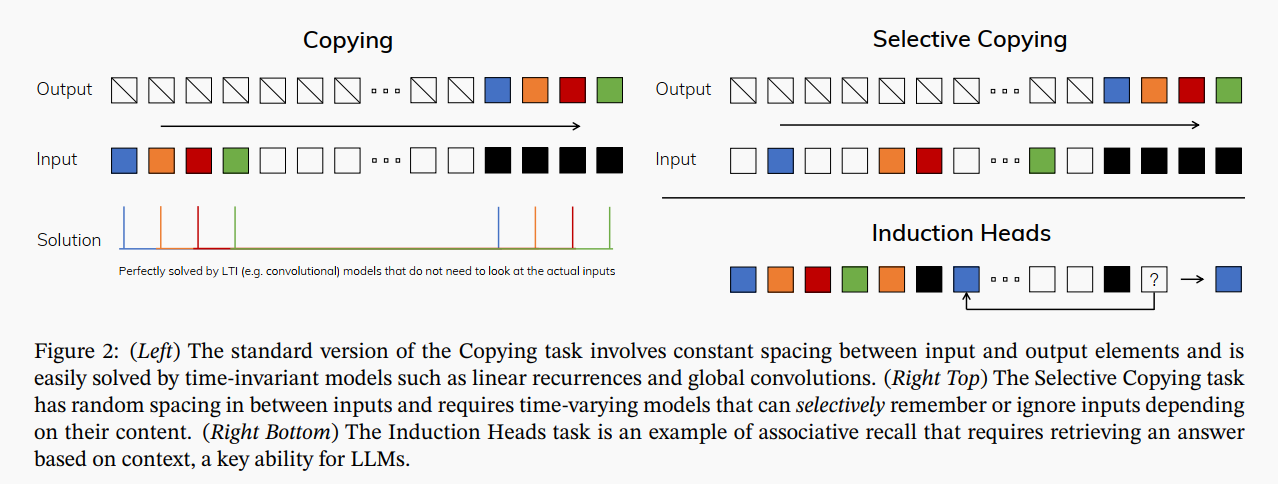 Copying
Output
Input
Solution
Perfectly solved by LTI (e.g. convolutional) models that do not need to look at the actual inputs
Selective Copying
Output
Input
Induction Heads
?
Figure 2: (Left) The standard version of the Copying task involves constant spacing between input and output elements and is
easily solved by time-invariant models such as linear recurrences and global convolutions. (Right Top) The Selective Copying task
has random spacing in between inputs and requires time-varying models that can selectively remember or ignore inputs depending
on their content. (Right Bottom) The Induction Heads task is an example of associative recall that requires retrieving an answer
based on context, a key ability for LLMs.